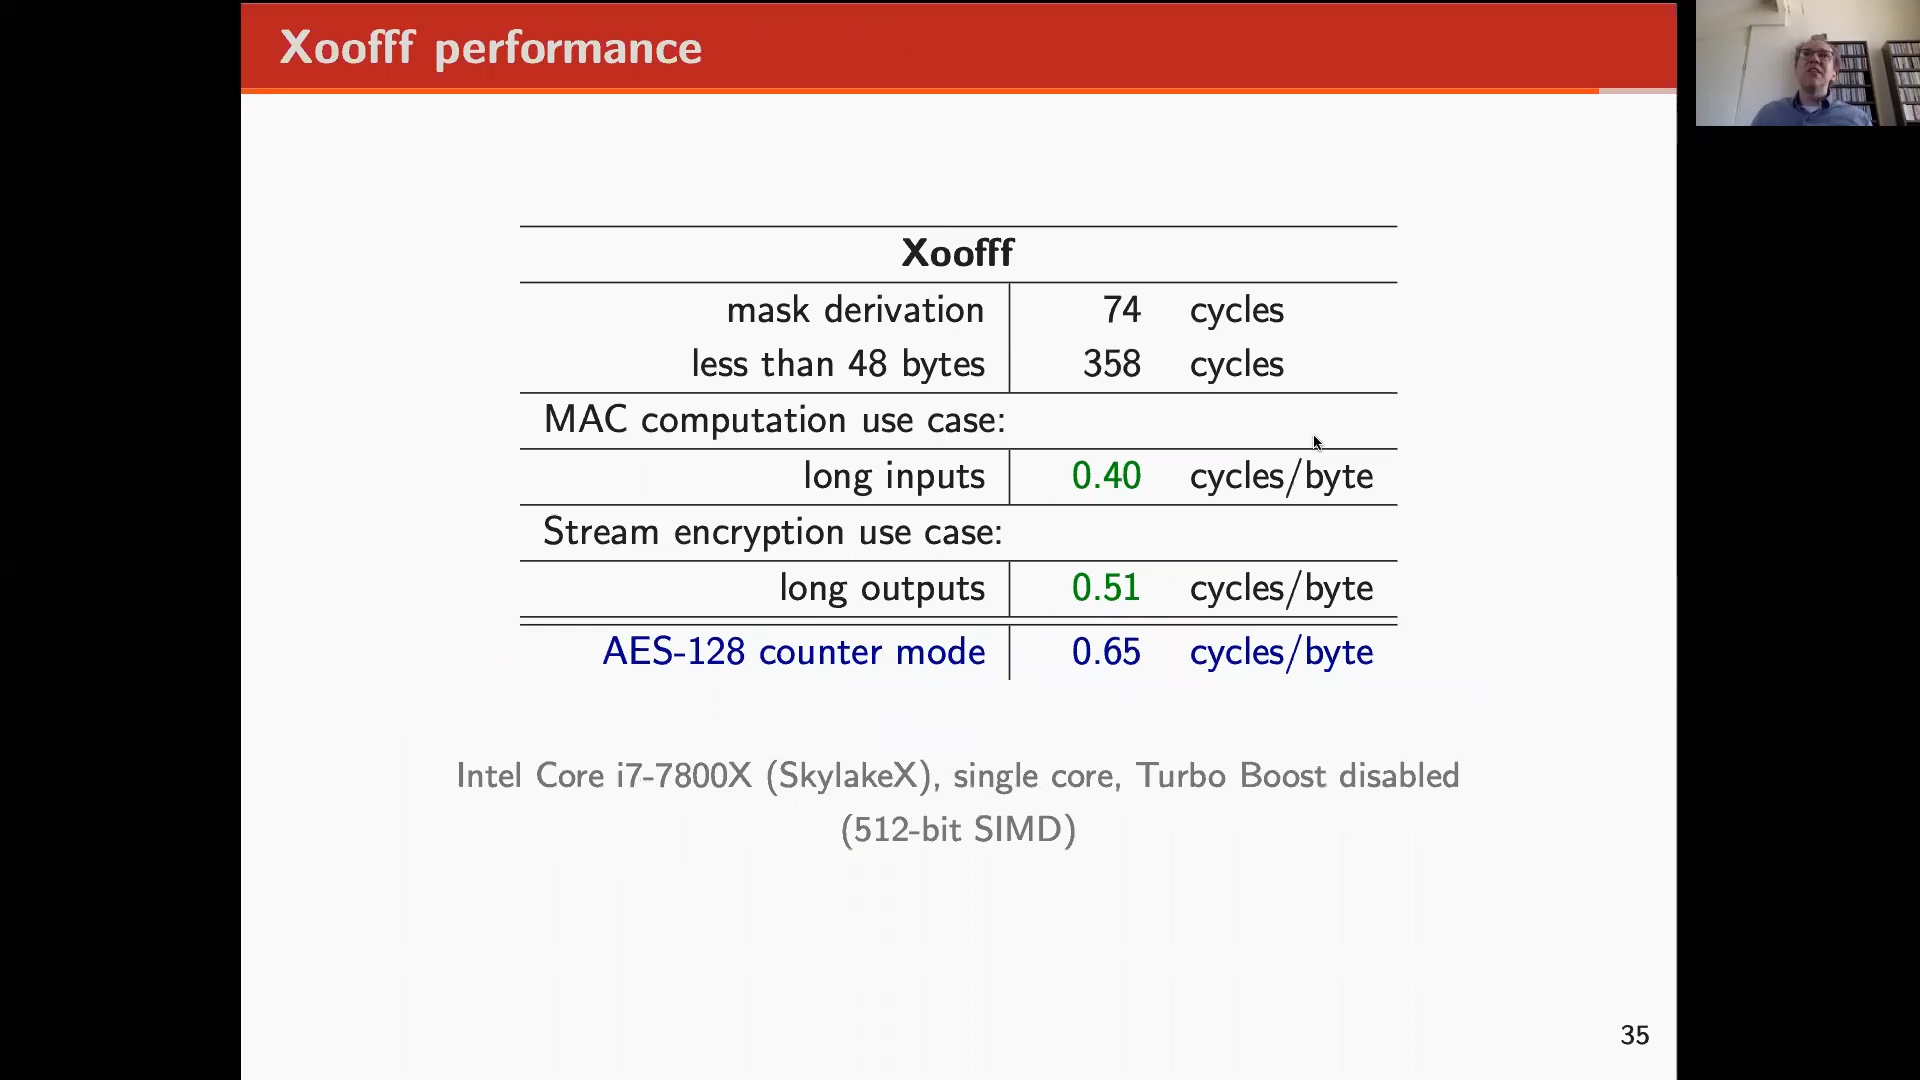 Xoofff performance
Xoofff
mask derivation 74 cycles
less than 48 bytes 358 cycles
MAC computation use case:
long inputs 0.40 cycles/byte
Stream encryption use case:
long outputs 0.51 cycles/byte
AES-128 counter mode 0.65 cycles/byte
Intel Core i7-7800X (SkylakeX), single core, Turbo Boost disabled
(512-bit SIMD)
35